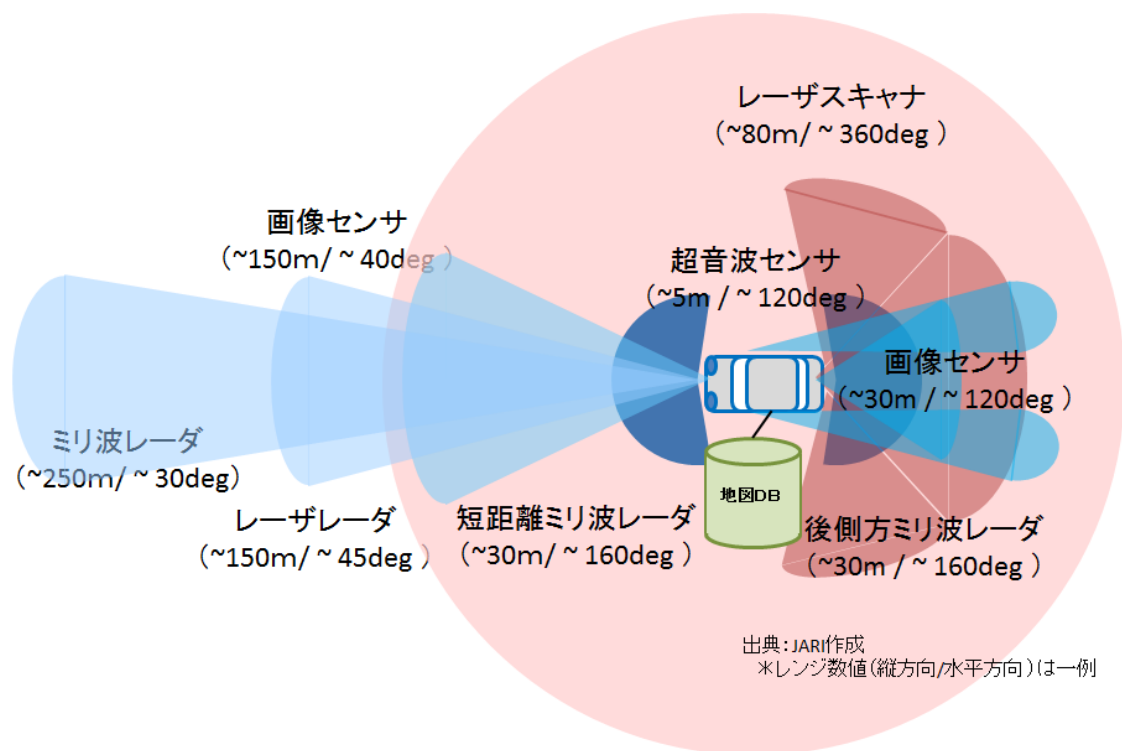 レーザスキャナ
(~80m/ ~ 360deg )
画像センサ
(~150m/ ~ 40deg )
超音波センサ
(~5m/ ~ 120deg )
画像センサ
(~30m / ~ 120deg )
ミリ波レーダ
(~250m/ ~ 30deg)
地図DB
レーザレーダ
(~150m/ ~ 45deg )
短距離ミリ波レーダ
(~30m/ ~ 160deg )
後側方ミリ波レーダ
(~30m / ~ 160deg )
出典：JARI作成
※レンジ数値(縦方向/水平方向)は一例